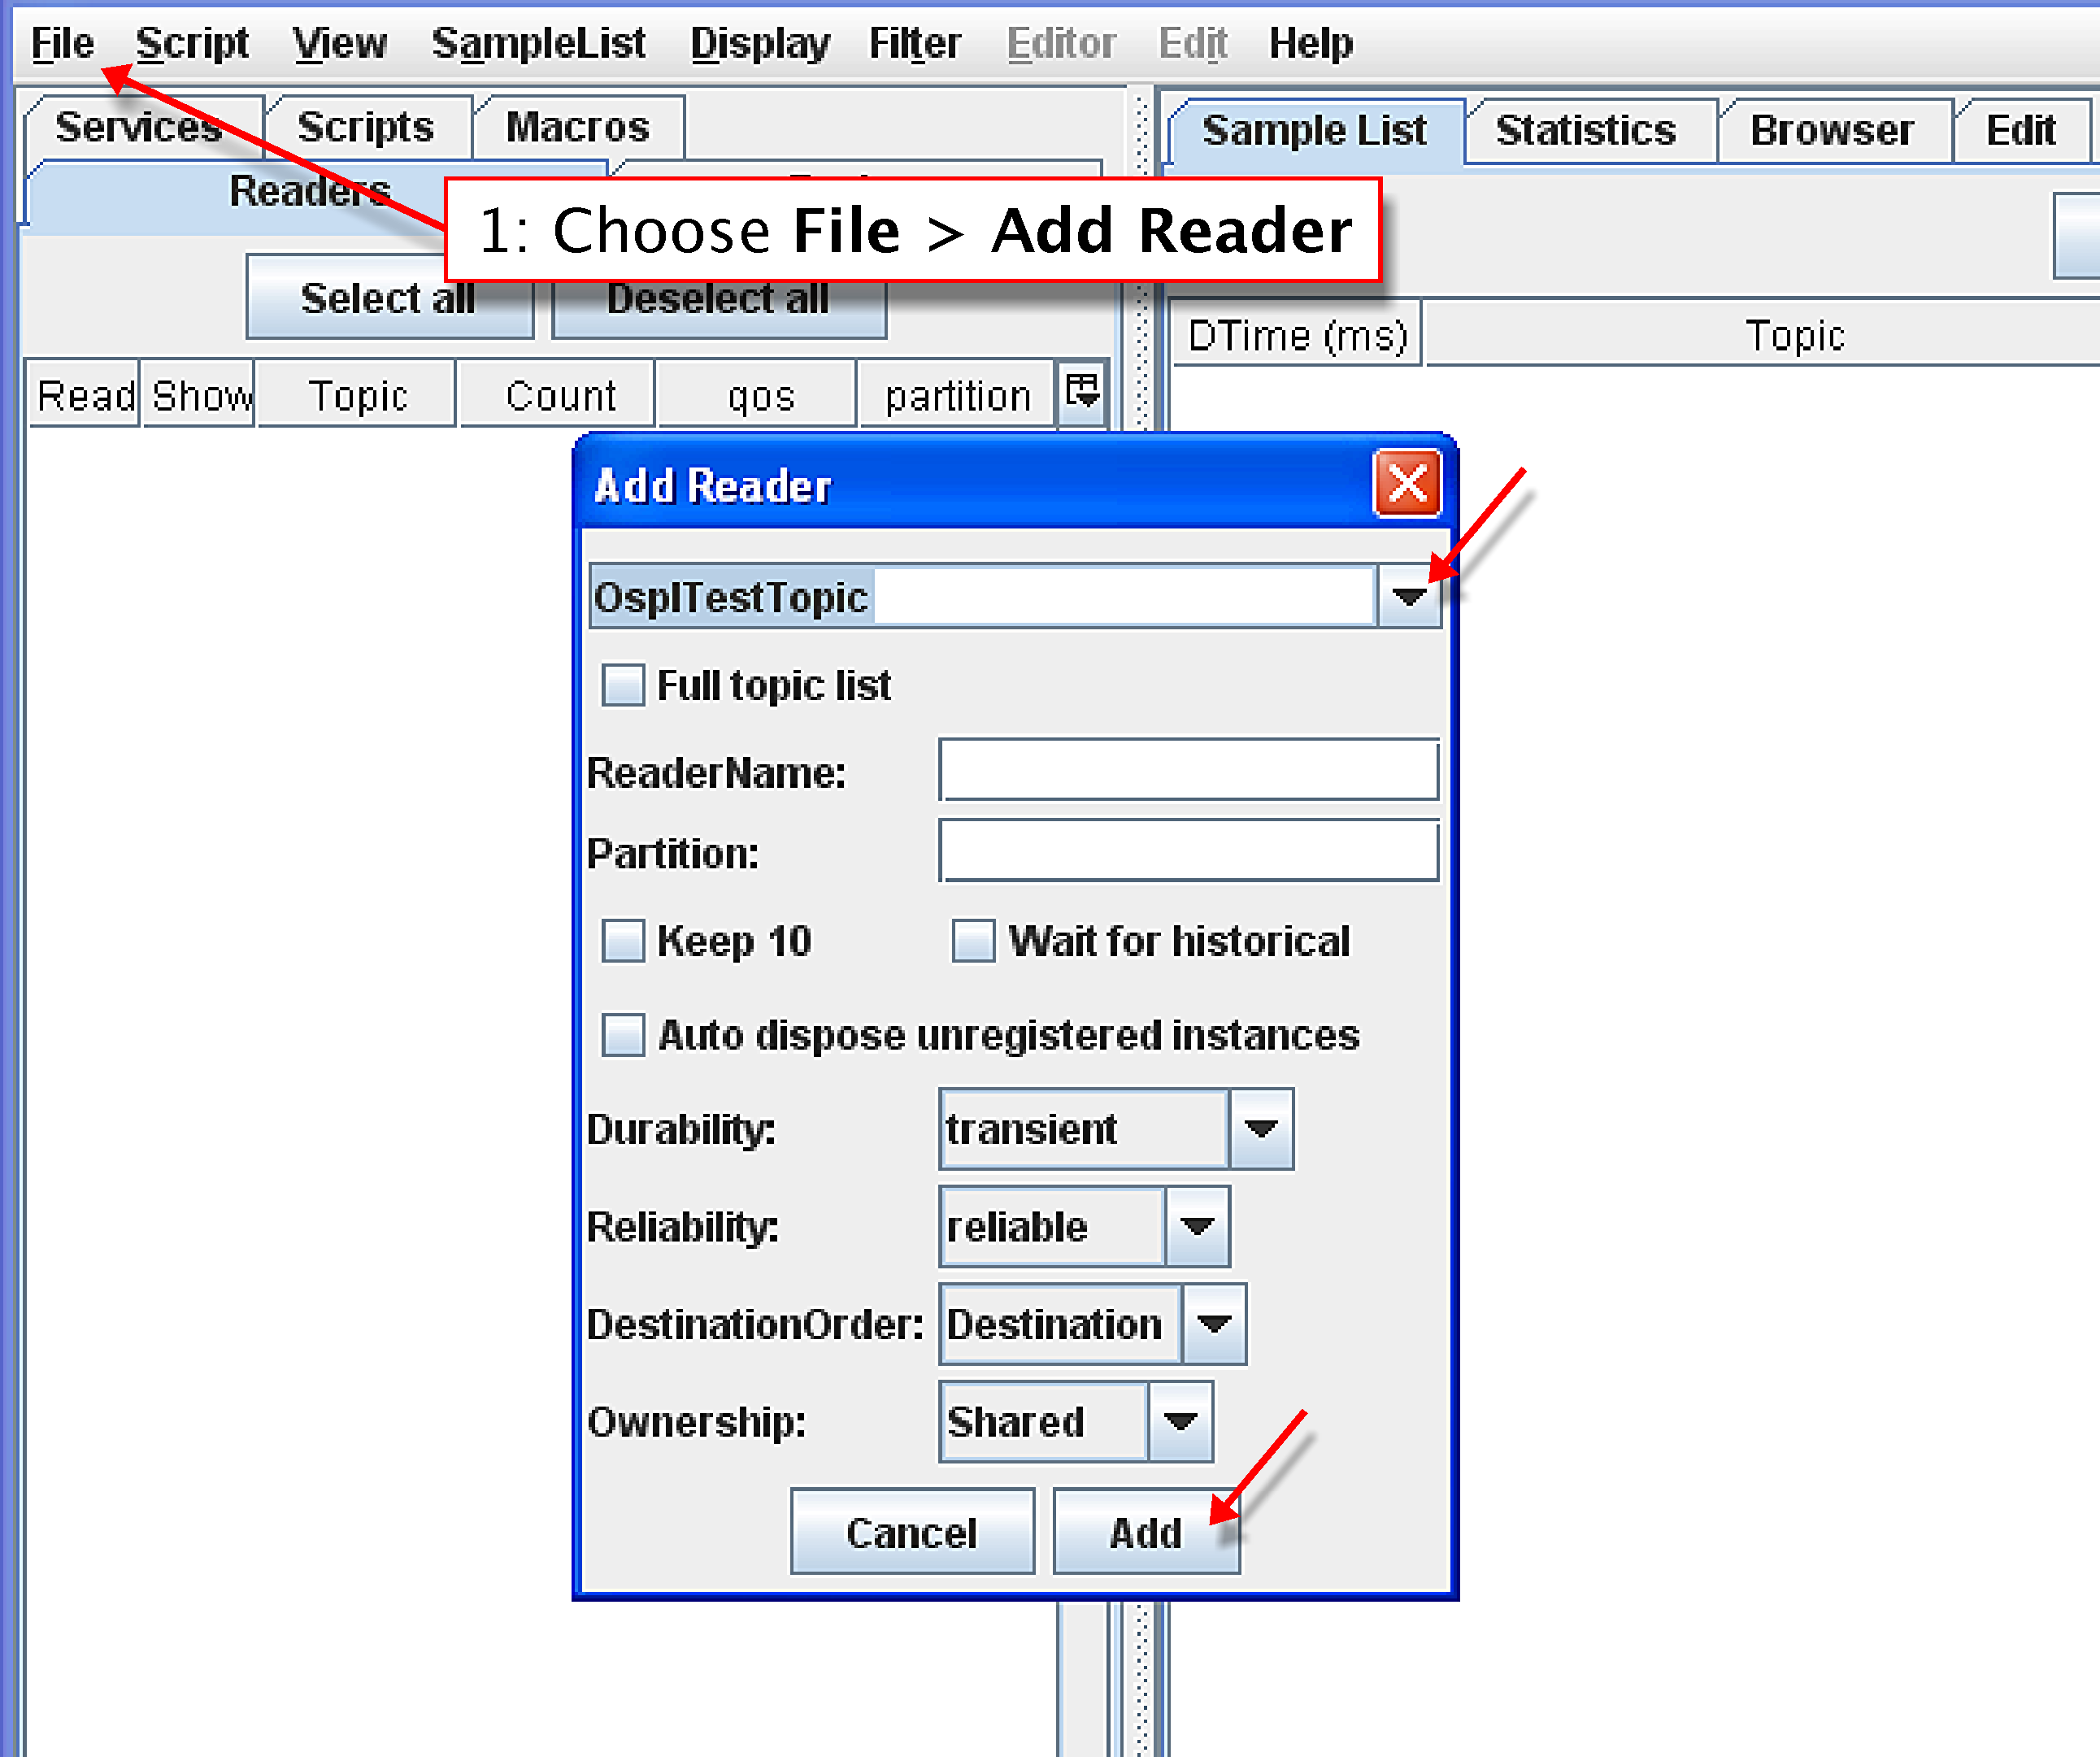 File Script View SampleList Display Filter Editor Edit Help
Services Scripts Macros
Sample List Statistics Browser Edit
Readers
1: Choose File > Add Reader
Select all Deselect all
DTime (ms) Topic
Read Show Topic Count qos partition
Add Reader
OsplTestTopic
Full topic list
ReaderName:
Partition:
Keep 10 Wait for historical
Auto dispose unregistered instances
Durability: transient
Reliability: reliable
DestinationOrder: Destination
Ownership: Shared
Cancel Add